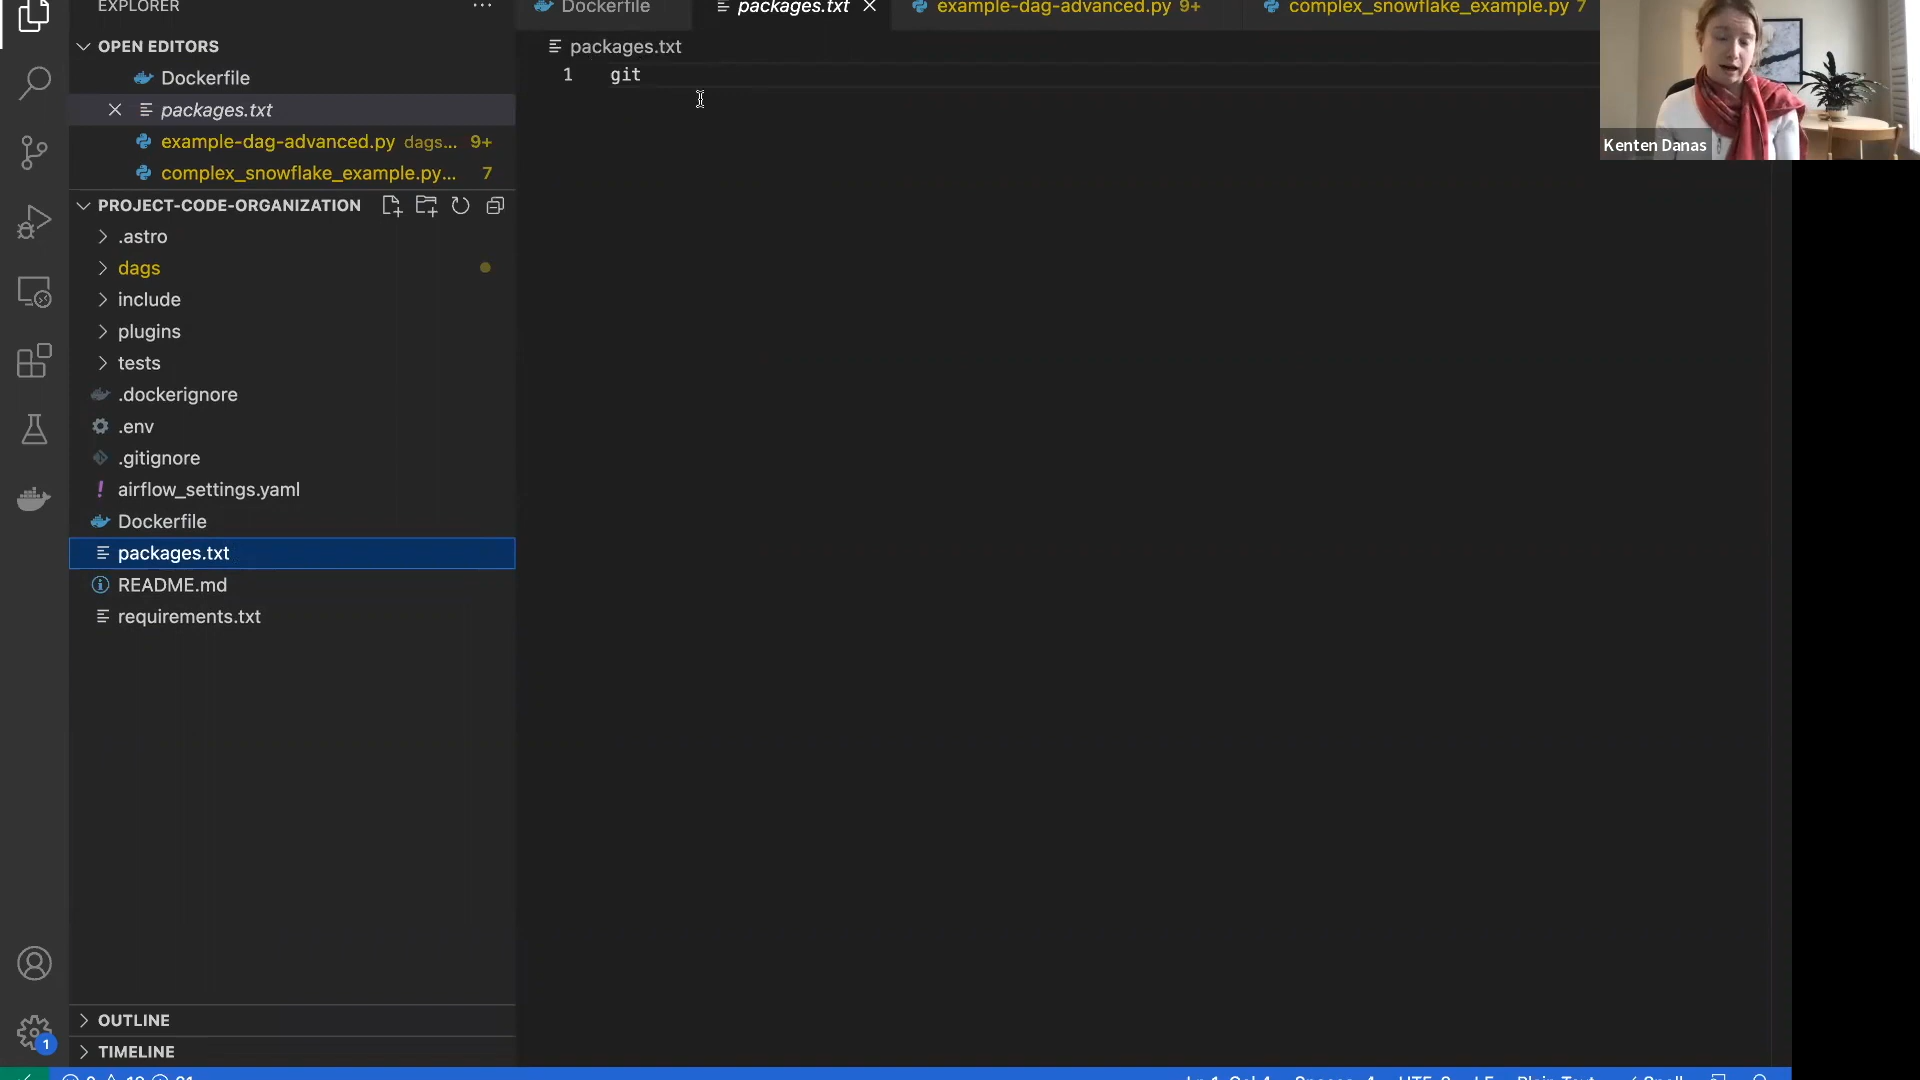 EXPLORER
OPEN EDITORS
Dockerfile
packages.txt
example-dag-advanced.py dags... 9+
complex_snowflake_example.py... 7
PROJECT-CODE-ORGANIZATION
.astro
dags
include
plugins
tests
.dockerignore
.env
.gitignore
airflow_settings.yaml
Dockerfile
packages.txt
README.md
requirements.txt
OUTLINE
TIMELINE
1
Dockerfile
packages.txt
example-dag-advanced.py 9+
complex_snowflake_example.py 7
packages.txt
1 git
Kenten Danas